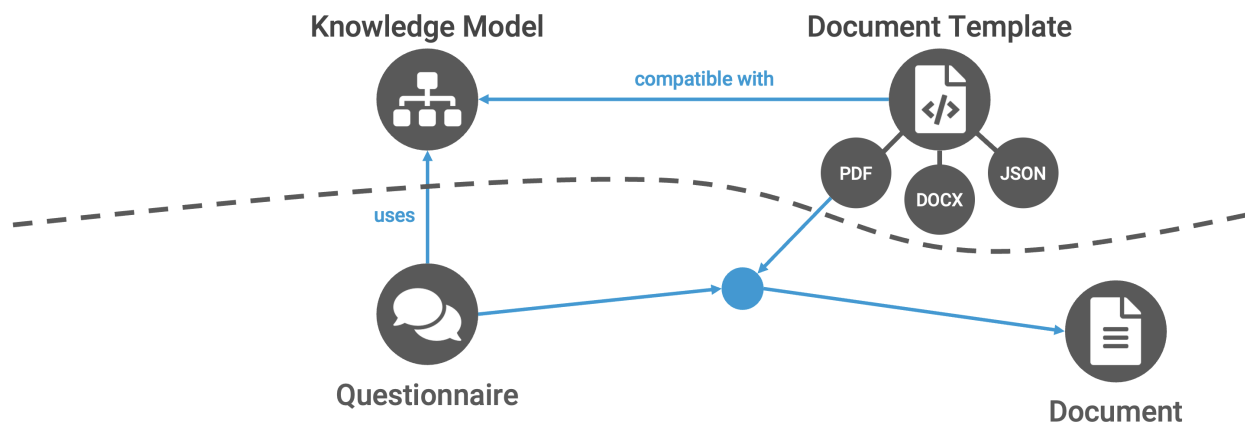 Knowledge Model
Document Template
compatible with
</>
PDF
DOCX
JSON
uses
Questionnaire
Document